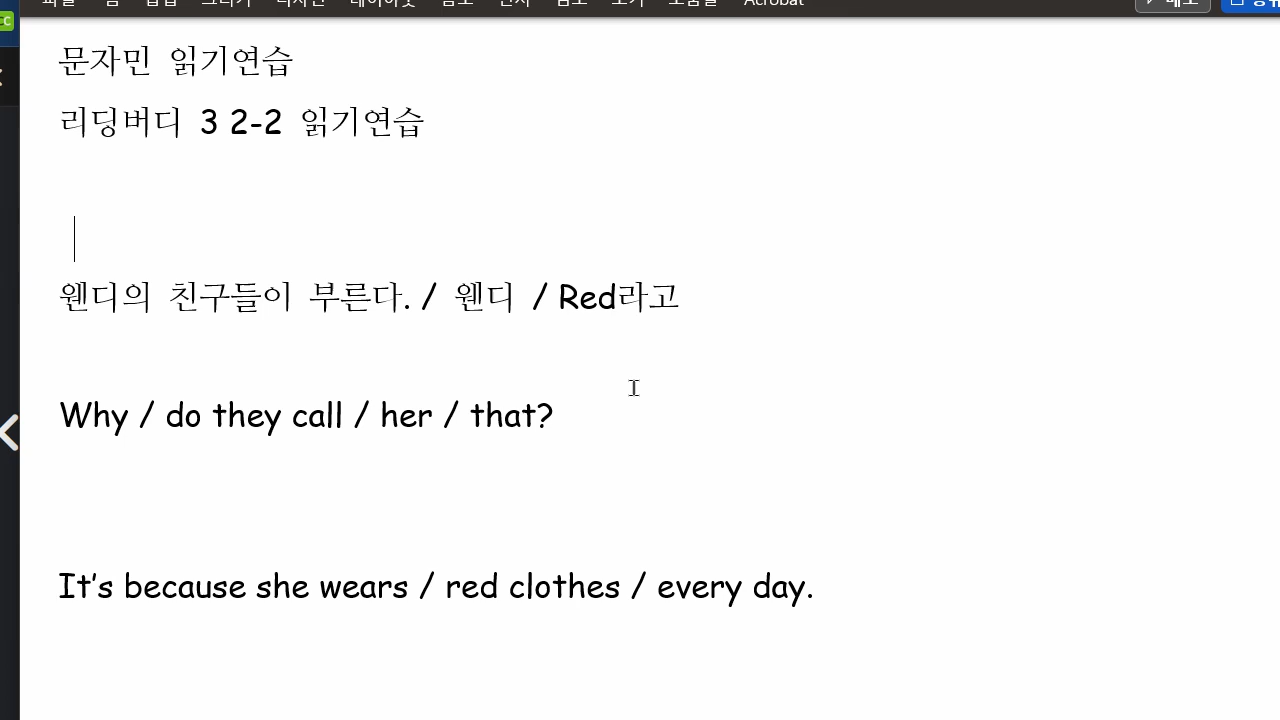 Acrobat
문자민 읽기연습
리딩버디 3 2-2 읽기연습
웬디의 친구들이 부른다. / 웬디 / Red라고
Why / do they call / her / that?
It's because she wears / red clothes / every day.